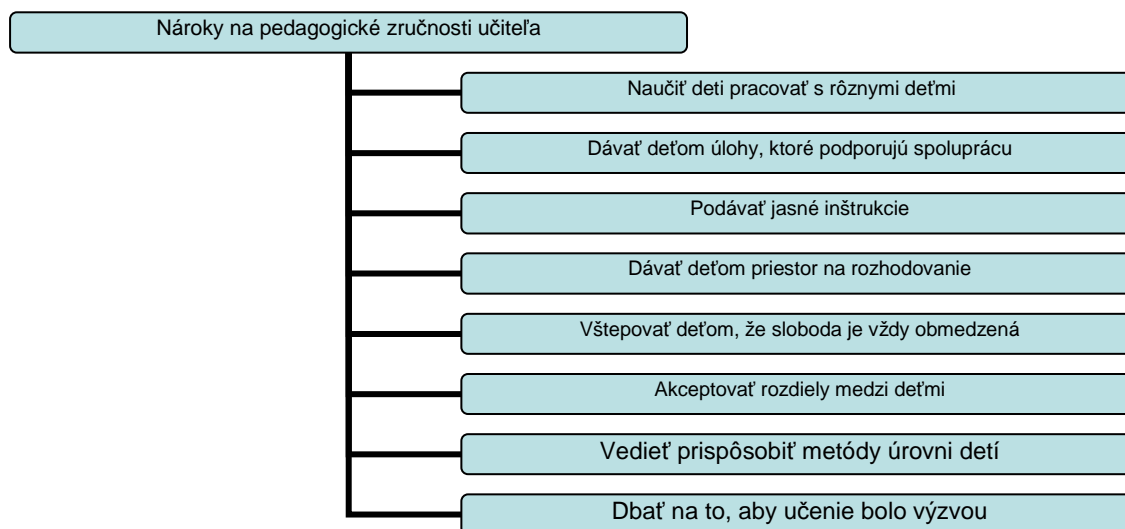 Nároky na pedagogické zručnosti učiteľa
Naučiť deti pracovať s rôznymi deťmi
Dávať deťom úlohy, ktoré podporujú spoluprácu
Podávať jasné inštrukcie
Dávať deťom priestor na rozhodovanie
Vštepovať deťom, že sloboda je vždy obmedzená
Akceptovať rozdiely medzi deťmi
Vedieť prispôsobiť metódy úrovni detí
Dbať na to, aby učenie bolo výzvou